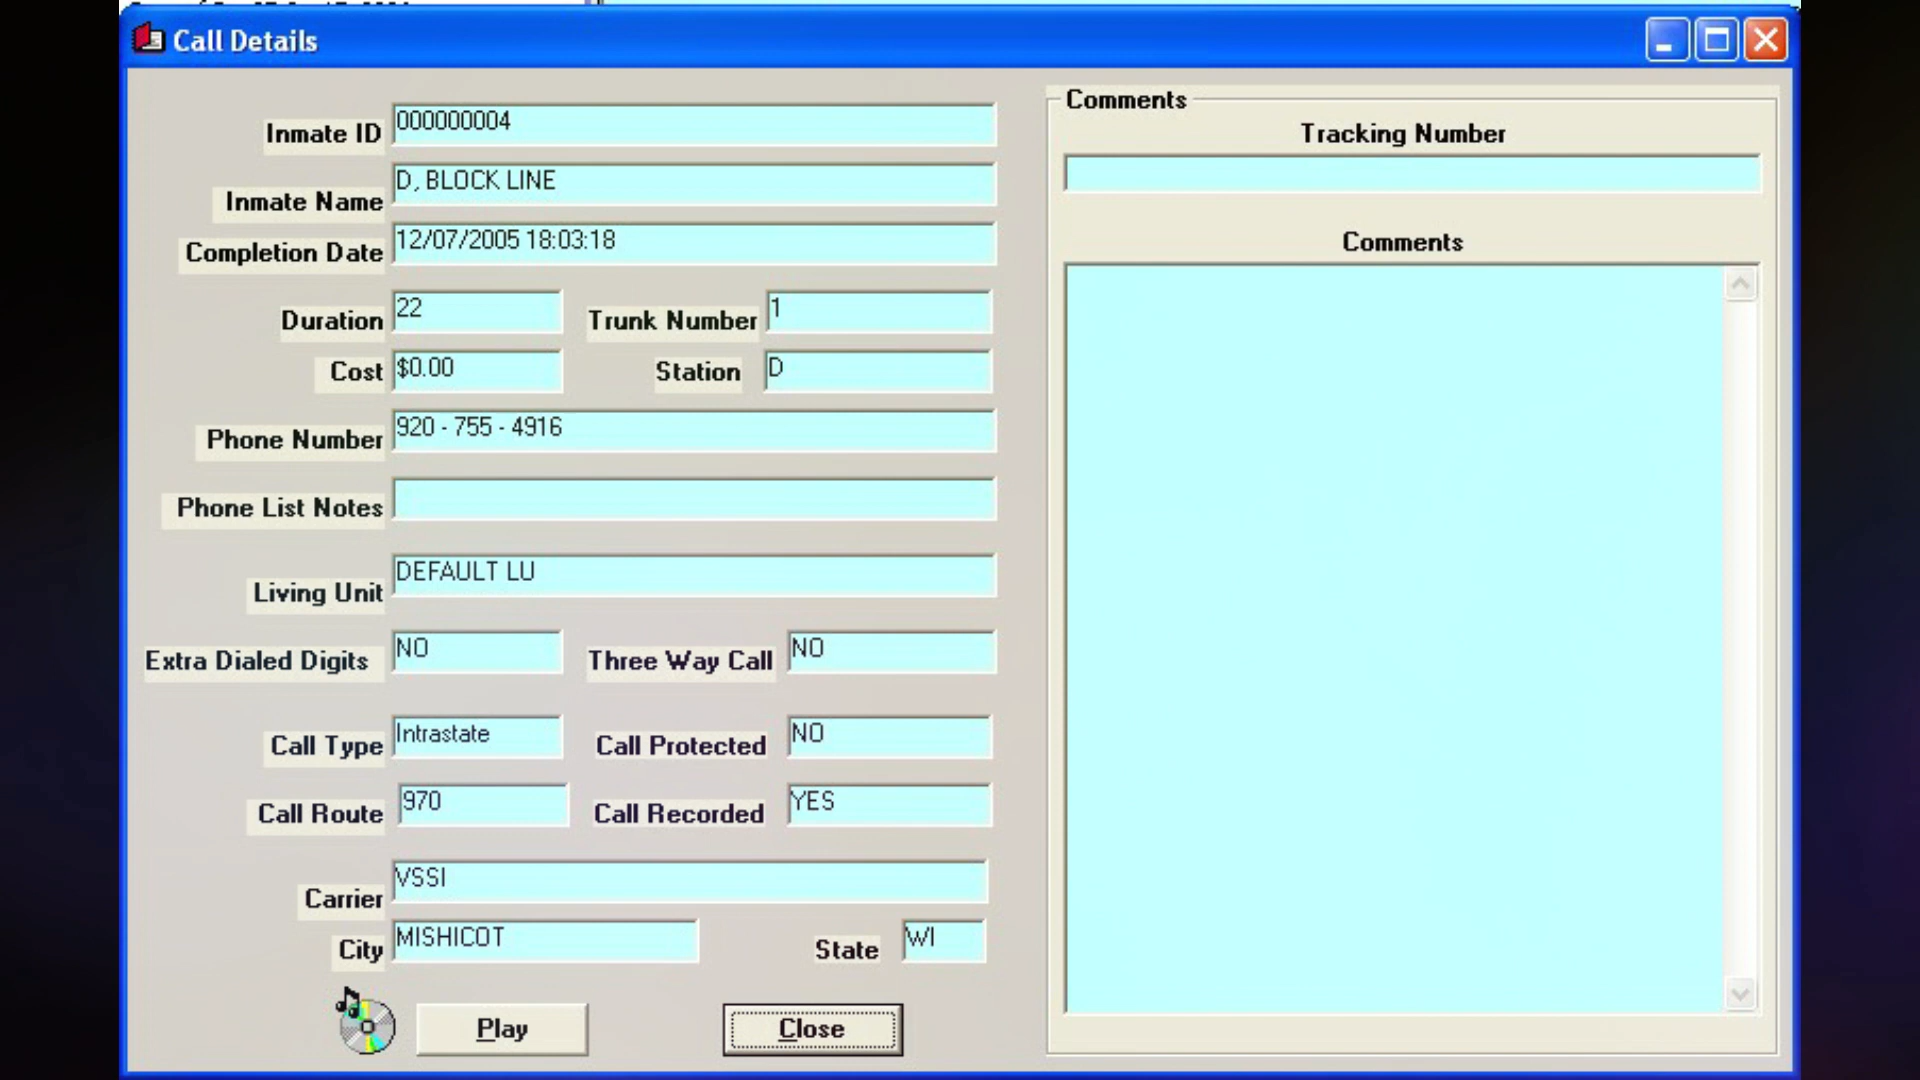 Call Details
Inmate ID 000000004
Inmate Name D, BLOCK LINE
Completion Date 12/07/2005 18:03:18
Duration 22 Trunk Number 1
Cost $0.00 Station D
Phone Number 920 - 755 - 4916
Phone List Notes
Living Unit DEFAULT LU
Extra Dialed Digits NO Three Way Call NO
Call Type Intrastate Call Protected NO
Call Route 970 Call Recorded YES
Carrier VSSI
City MISHICOT State WI
Play Close
Comments
Tracking Number
Comments